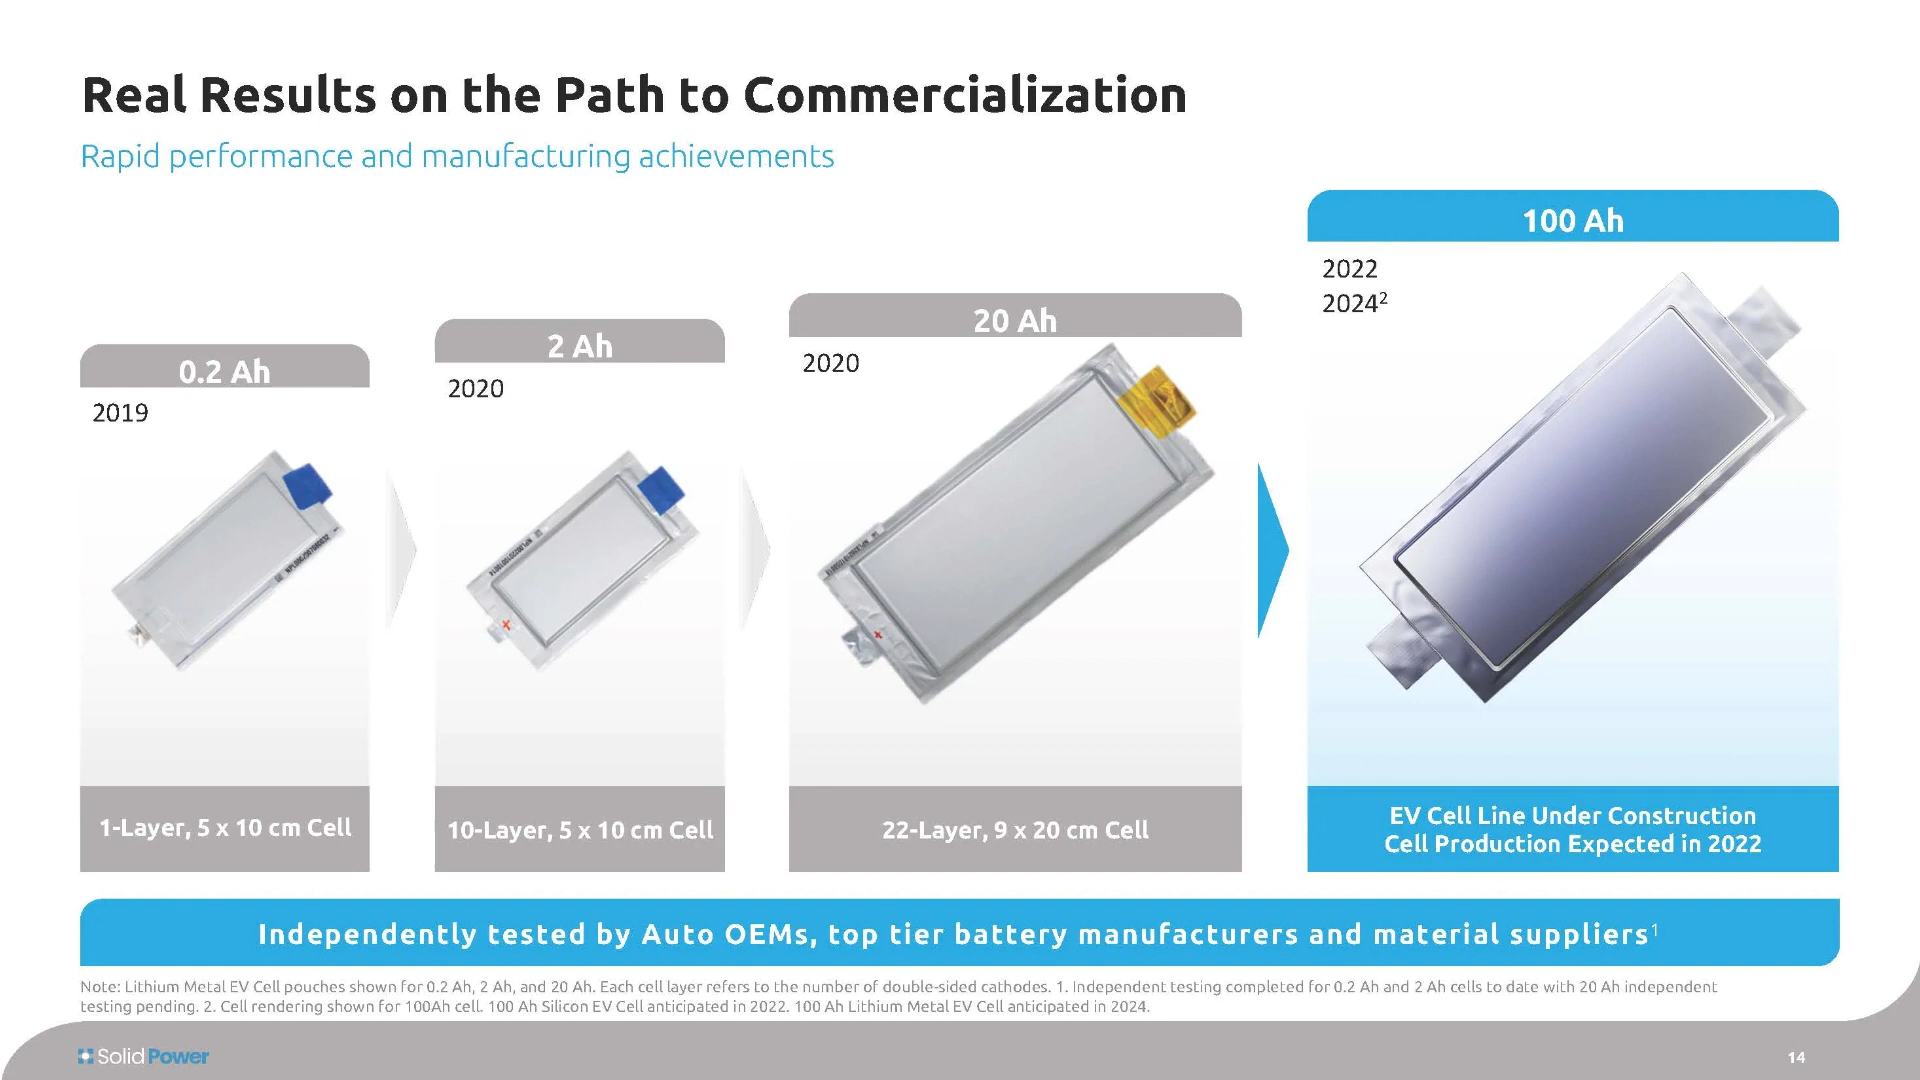 Real Results on the Path to Commercialization
Rapid performance and manufacturing achievements
0.2 Ah
2019
1-Layer, 5 x 10 cm Cell
2 Ah
2020
10-Layer, 5 x 10 cm Cell
20 Ah
2020
22-Layer, 9 x 20 cm Cell
100 Ah
2022
2024²
EV Cell Line Under Construction
Cell Production Expected in 2022
Independently tested by Auto OEMs, top tier battery manufacturers and material suppliers¹
Note: Lithium Metal EV Cell pouches shown for 0.2 Ah, 2 Ah, and 20 Ah. Each cell layer refers to the number of double-sided cathodes. 1. Independent testing completed for 0.2 Ah and 2 Ah cells to date with 20 Ah independent
testing pending. 2. Cell rendering shown for 100Ah cell. 100 Ah Silicon EV Cell anticipated in 2022. 100 Ah Lithium Metal EV Cell anticipated in 2024.
Solid Power
14